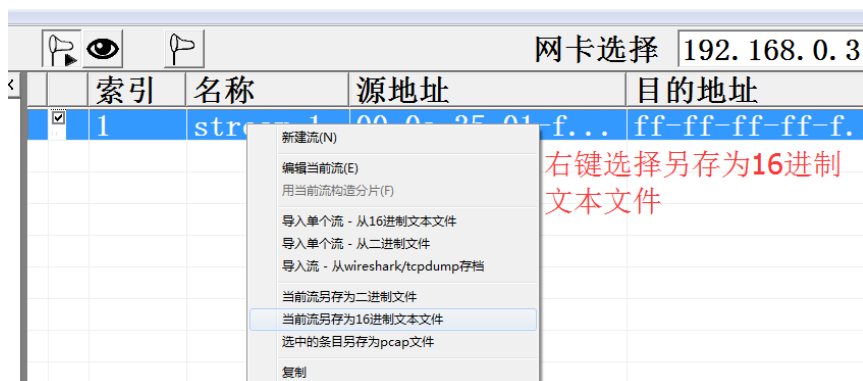 网卡选择 192.168.0.3
索引 名称 源地址 目的地址
1 f... ff-ff-ff-ff-f.
新建流(N)
右键选择另存为16进制
文本文件
编辑当前流(E)
用当前流构造分片(F)
导入单个流 - 从16进制文本文件
导入单个流 - 从二进制文件
导入流 - 从wireshark/tcpdump存档
当前流另存为二进制文件
当前流另存为16进制文本文件
选中的条目另存为pcap文件
复制